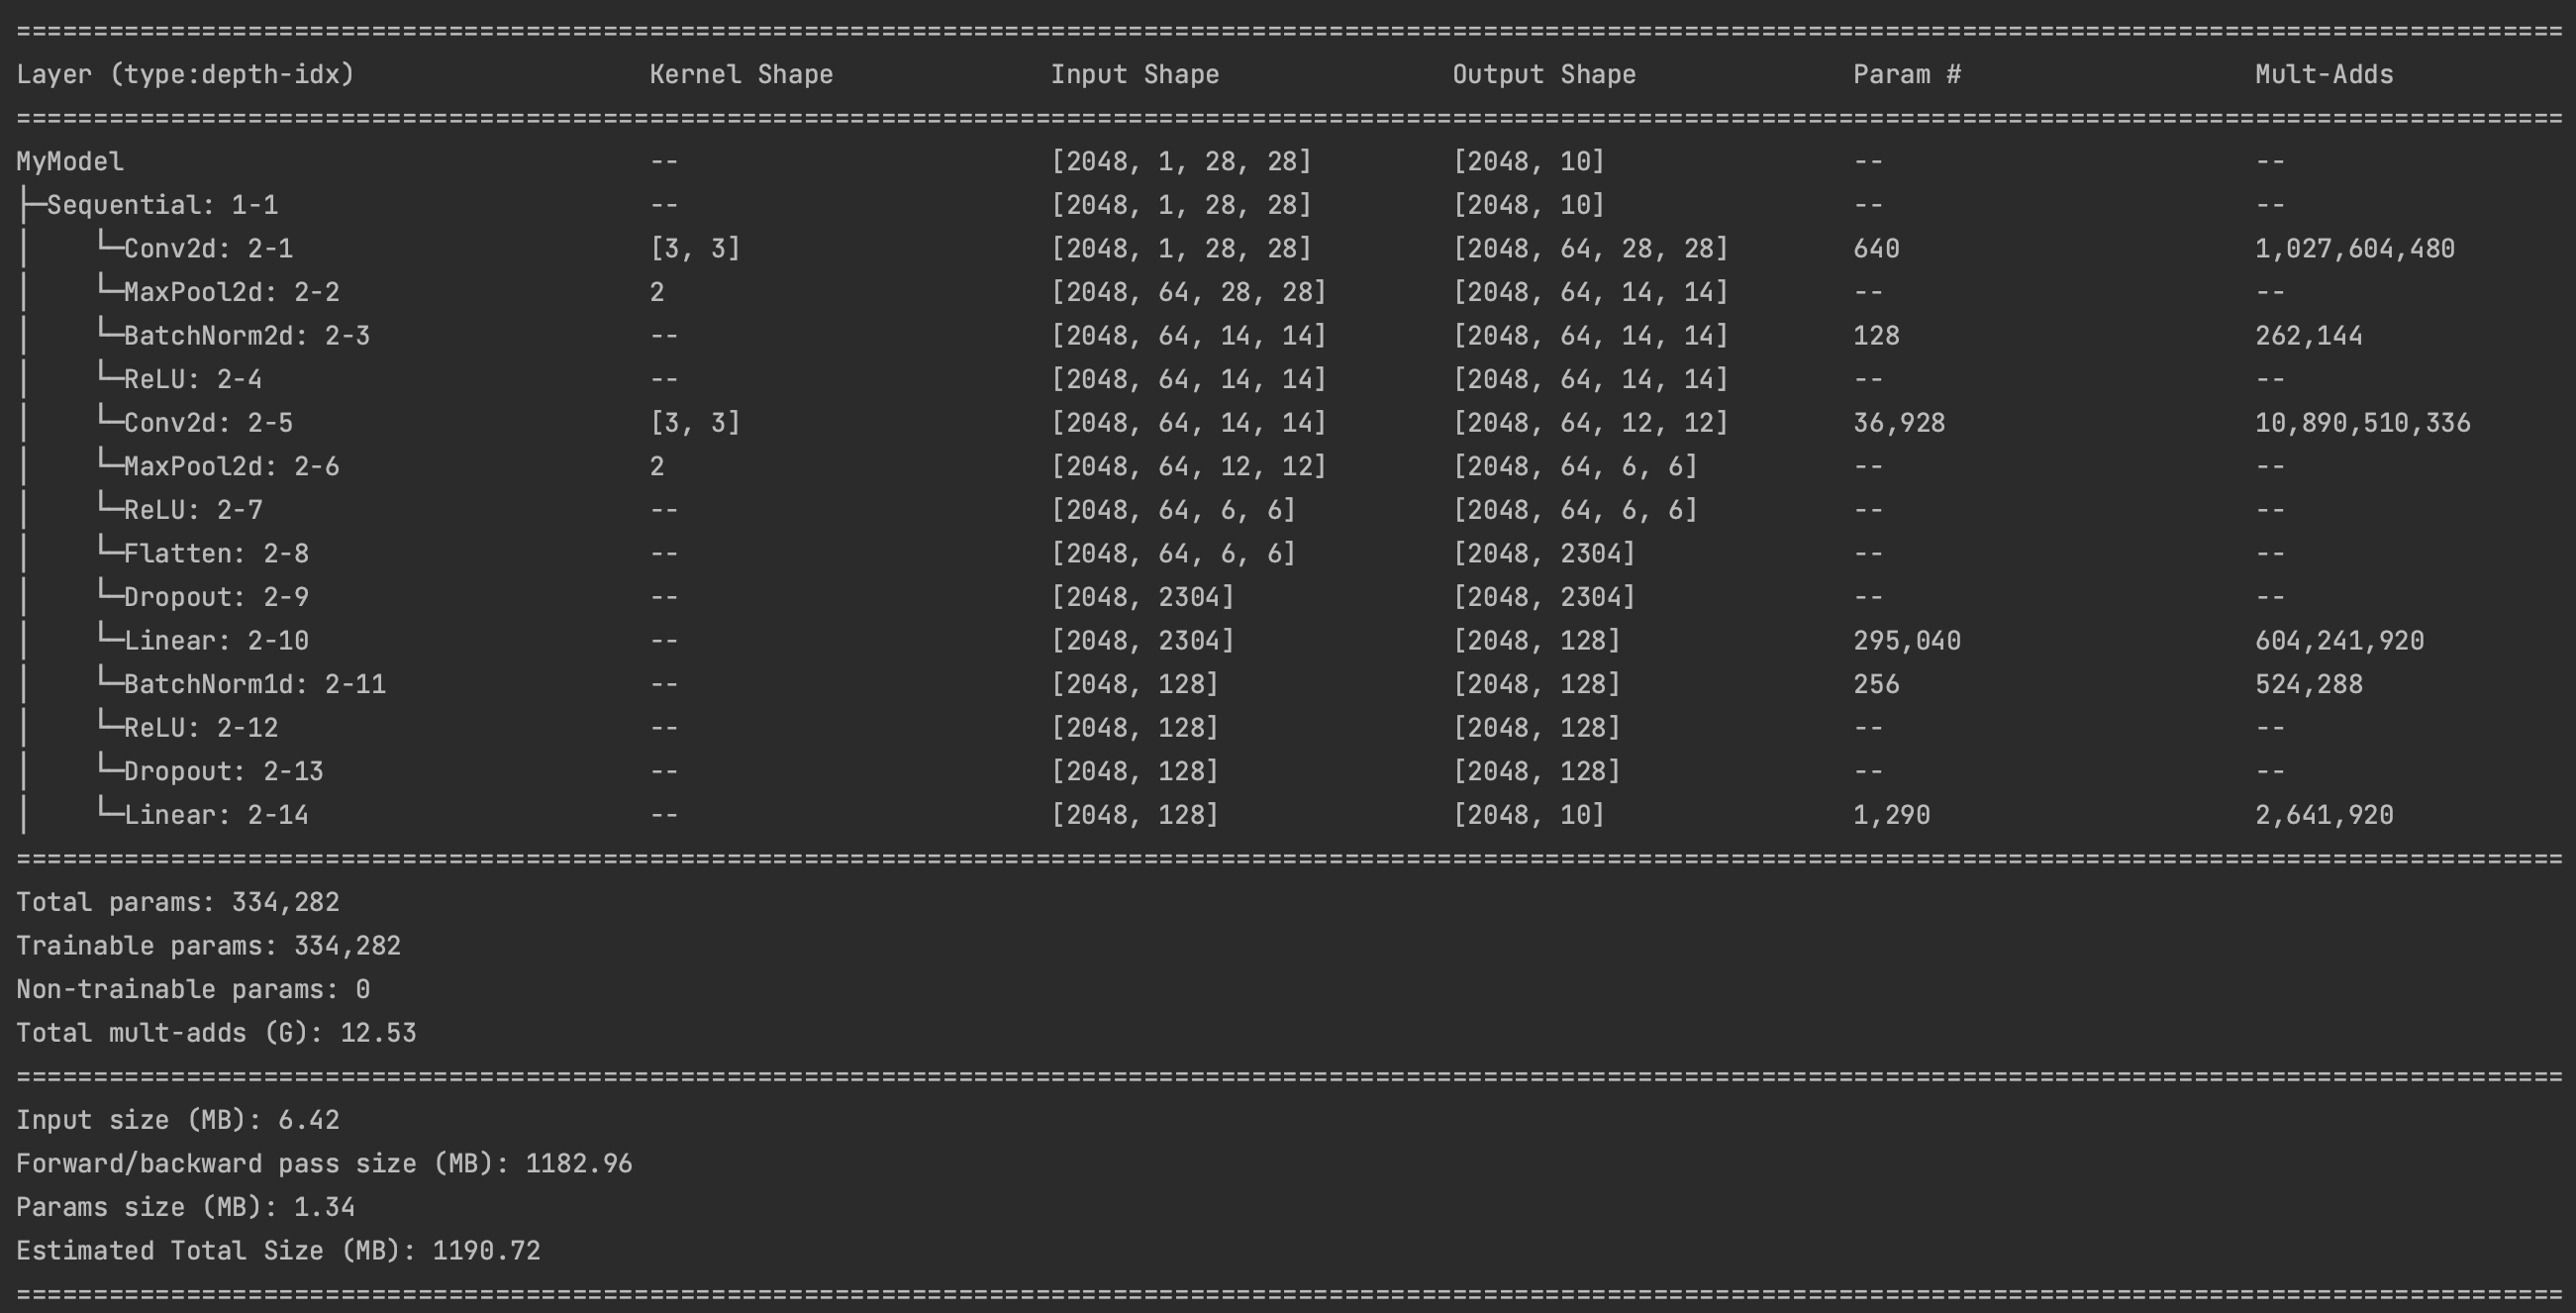 ==========================================================================================
Layer (type:depth-idx) Kernel Shape Input Shape Output Shape Param # Mult-Adds
==========================================================================================
MyModel -- [2048, 1, 28, 28] [2048, 10] -- --
├─Sequential: 1-1 -- [2048, 1, 28, 28] [2048, 10] -- --
│ └─Conv2d: 2-1 [3, 3] [2048, 1, 28, 28] [2048, 64, 28, 28] 640 1,027,604,480
│ └─MaxPool2d: 2-2 2 [2048, 64, 28, 28] [2048, 64, 14, 14] -- --
│ └─BatchNorm2d: 2-3 -- [2048, 64, 14, 14] [2048, 64, 14, 14] 128 262,144
│ └─ReLU: 2-4 -- [2048, 64, 14, 14] [2048, 64, 14, 14] -- --
│ └─Conv2d: 2-5 [3, 3] [2048, 64, 14, 14] [2048, 64, 12, 12] 36,928 10,890,510,336
│ └─MaxPool2d: 2-6 2 [2048, 64, 12, 12] [2048, 64, 6, 6] -- --
│ └─ReLU: 2-7 -- [2048, 64, 6, 6] [2048, 64, 6, 6] -- --
│ └─Flatten: 2-8 -- [2048, 64, 6, 6] [2048, 2304] -- --
│ └─Dropout: 2-9 -- [2048, 2304] [2048, 2304] -- --
│ └─Linear: 2-10 -- [2048, 2304] [2048, 128] 295,040 604,241,920
│ └─BatchNorm1d: 2-11 -- [2048, 128] [2048, 128] 256 524,288
│ └─ReLU: 2-12 -- [2048, 128] [2048, 128] -- --
│ └─Dropout: 2-13 -- [2048, 128] [2048, 128] -- --
│ └─Linear: 2-14 -- [2048, 128] [2048, 10] 1,290 2,641,920
==========================================================================================
Total params: 334,282
Trainable params: 334,282
Non-trainable params: 0
Total mult-adds (G): 12.53
==========================================================================================
Input size (MB): 6.42
Forward/backward pass size (MB): 1182.96
Params size (MB): 1.34
Estimated Total Size (MB): 1190.72
==========================================================================================